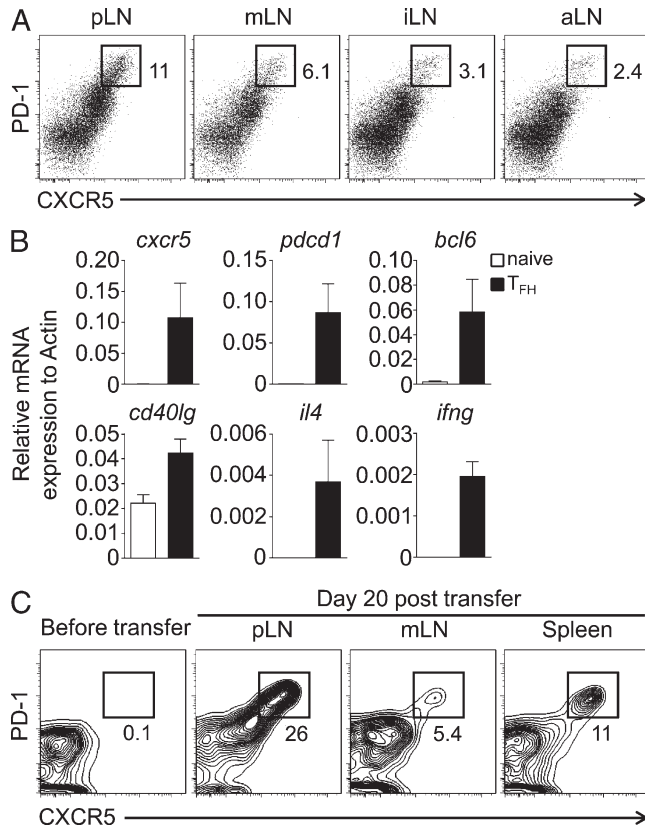 A
pLN mLN iLN aLN
PD-1
11 6.1 3.1 2.4
CXCR5
B
cxcr5 pdcd1 bcl6
0.20 0.15 0.10
0.15 0.10 0.08
0.10 0.05 0.06
0.05 0 0.04
0 0.02
0
naive
TFH
Relative mRNA
expression to Actin
cd40lg il4 ifng
0.05 0.006 0.003
0.04 0.004 0.002
0.03 0.002 0.001
0.02 0 0
0.01
0
C
Day 20 post transfer
Before transfer pLN mLN Spleen
PD-1
0.1 26 5.4 11
CXCR5